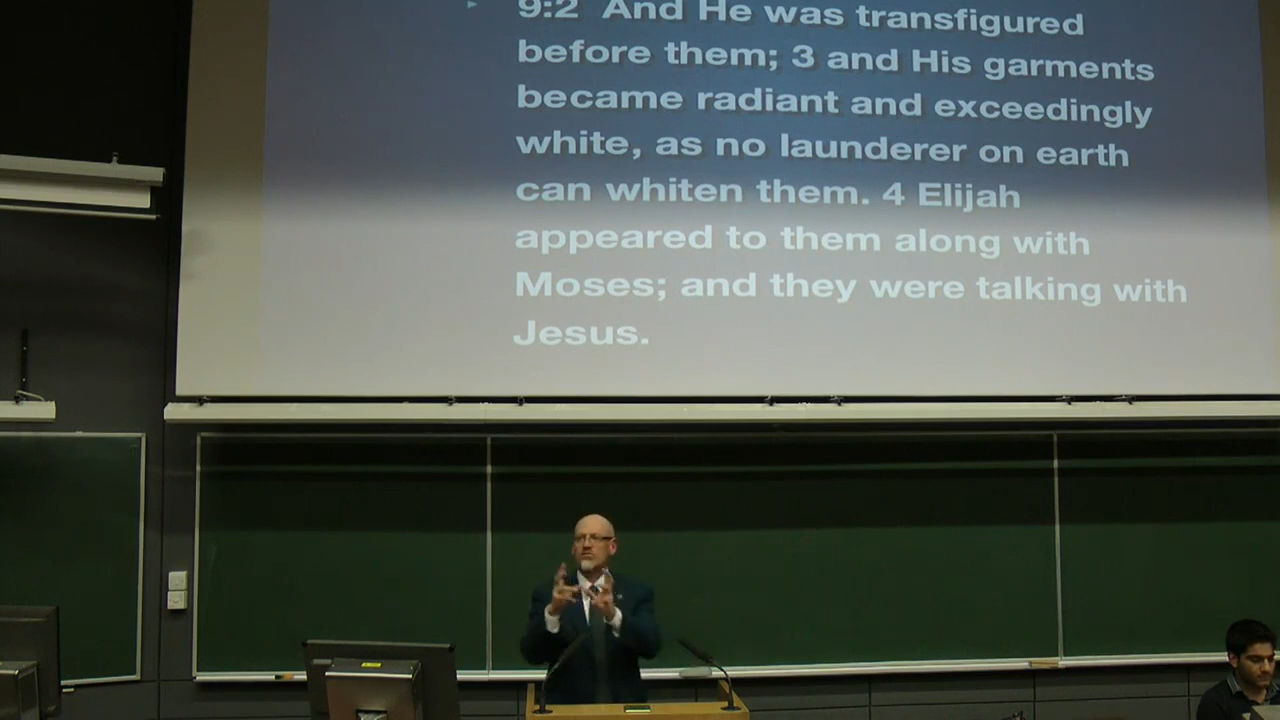 9:2 And He was transfigured
before them; 3 and His garments
became radiant and exceedingly
white, as no launderer on earth
can whiten them. 4 Elijah
appeared to them along with
Moses; and they were talking with
Jesus.